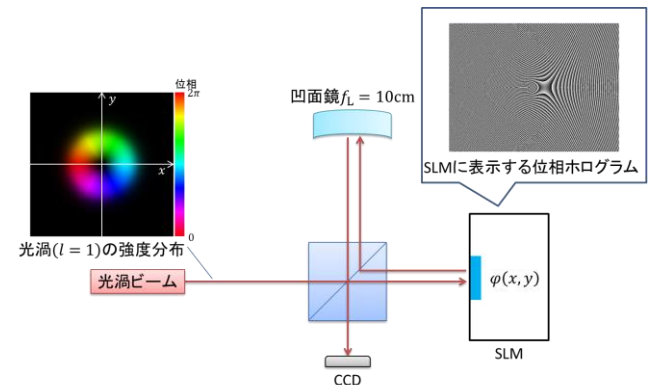 位相
2π
y
x
0
光渦(l = 1)の強度分布
光渦ビーム
凹面鏡f_L = 10cm
SLMに表示する位相ホログラム
φ(x, y)
SLM
CCD